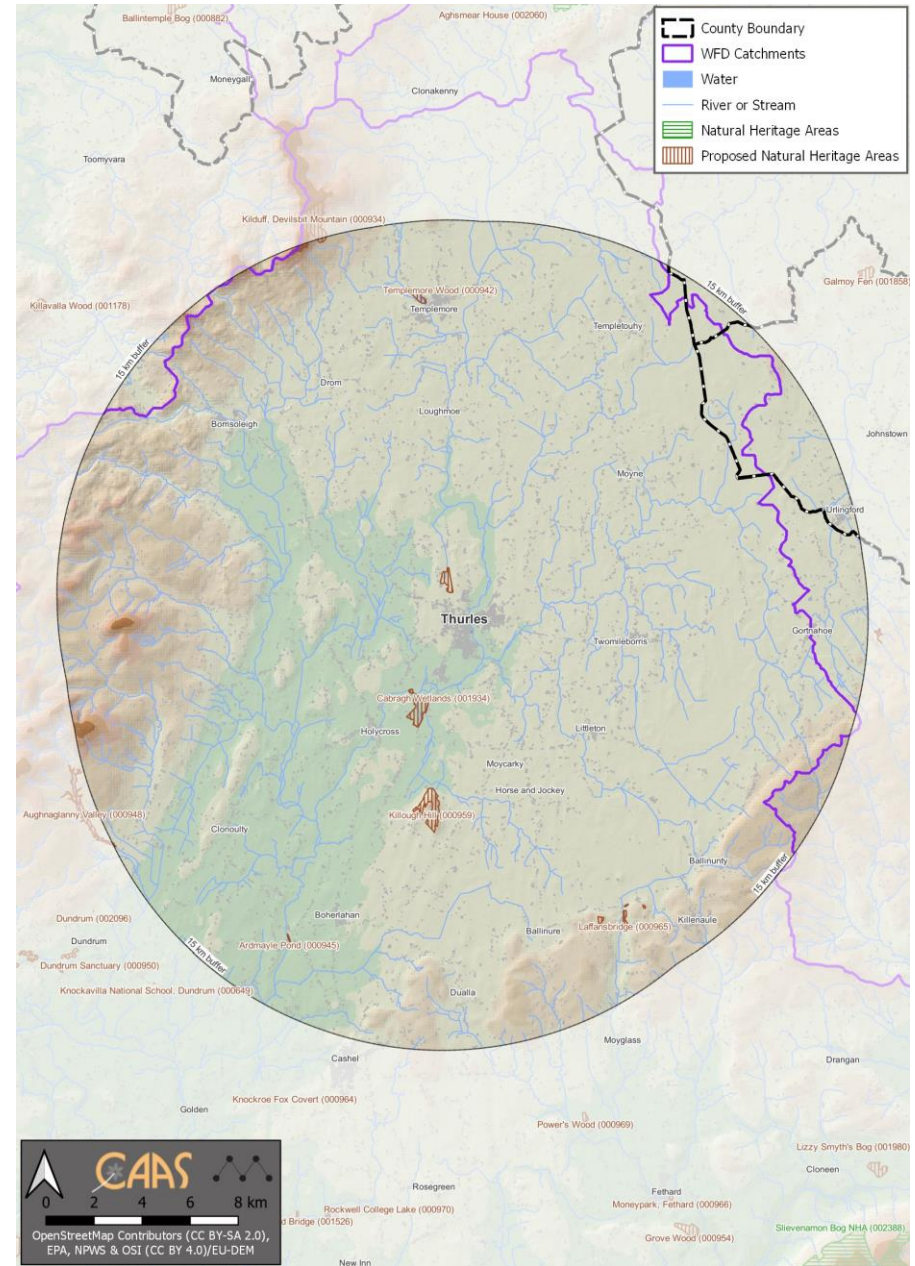 Ballintemple Bog (000882)
Aghsmear House (002060)
County Boundary
WFD Catchments
Water
River or Stream
Natural Heritage Areas
Proposed Natural Heritage Areas
Moneygall
Clonakenny
Toomyvara
Kilduff, Devilsbit Mountain (000934)
Galmoy Fen (001858)
15 km buffer
Killavalla Wood (001178)
Templemore Wood (000942)
Templemore
Templetouhy
15 km buffer
Drom
Loughmoe
Borrisoleigh
Johnstown
Moyne
Urlingford
Thurles
Twomileborris
Gortnahoe
Cabragh Wetlands (001934)
Holycross
Littleton
Moycarky
Horse and Jockey
Aughnaglanny Valley (000948)
Killough Hill (000959)
Clonoulty
Ballinunty
15 km buffer
Boherlahan
Ballinure
Laffansbridge (000965)
Killenaule
Dundrum (002096)
Dundrum
Ardmayle Pond (000945)
Dundrum Sanctuary (000950)
15 km buffer
Knockavilla National School, Dundrum (000649)
Dualla
Moyglass
Cashel
Drangan
Golden
Knockroe Fox Covert (000964)
Power's Wood (000969)
Lizzy Smyth's Bog (001980)
Cloneen
CAAS
0 2 4 6 8 km
OpenStreetMap Contributors (CC BY-SA 2.0),
EPA, NPWS & OSI (CC BY 4.0)/EU-DEM
Rosegreen
Fethard
Moneypark, Fethard (000966)
Rockwell College Lake (000970)
d Bridge (001526)
Grove Wood (000954)
Slievenamon Bog NHA (002388)
New Inn